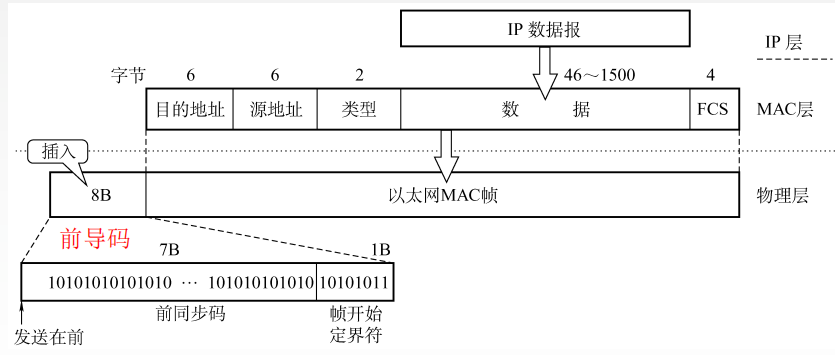 IP 数据报
IP 层
字节 6 6 2 46～1500 4
目的地址 源地址 类型 数 据 FCS MAC层
插入
8B 以太网MAC帧 物理层
前导码
7B 1B
10101010101010 ··· 101010101010 10101011
前同步码 帧开始
定界符
发送在前